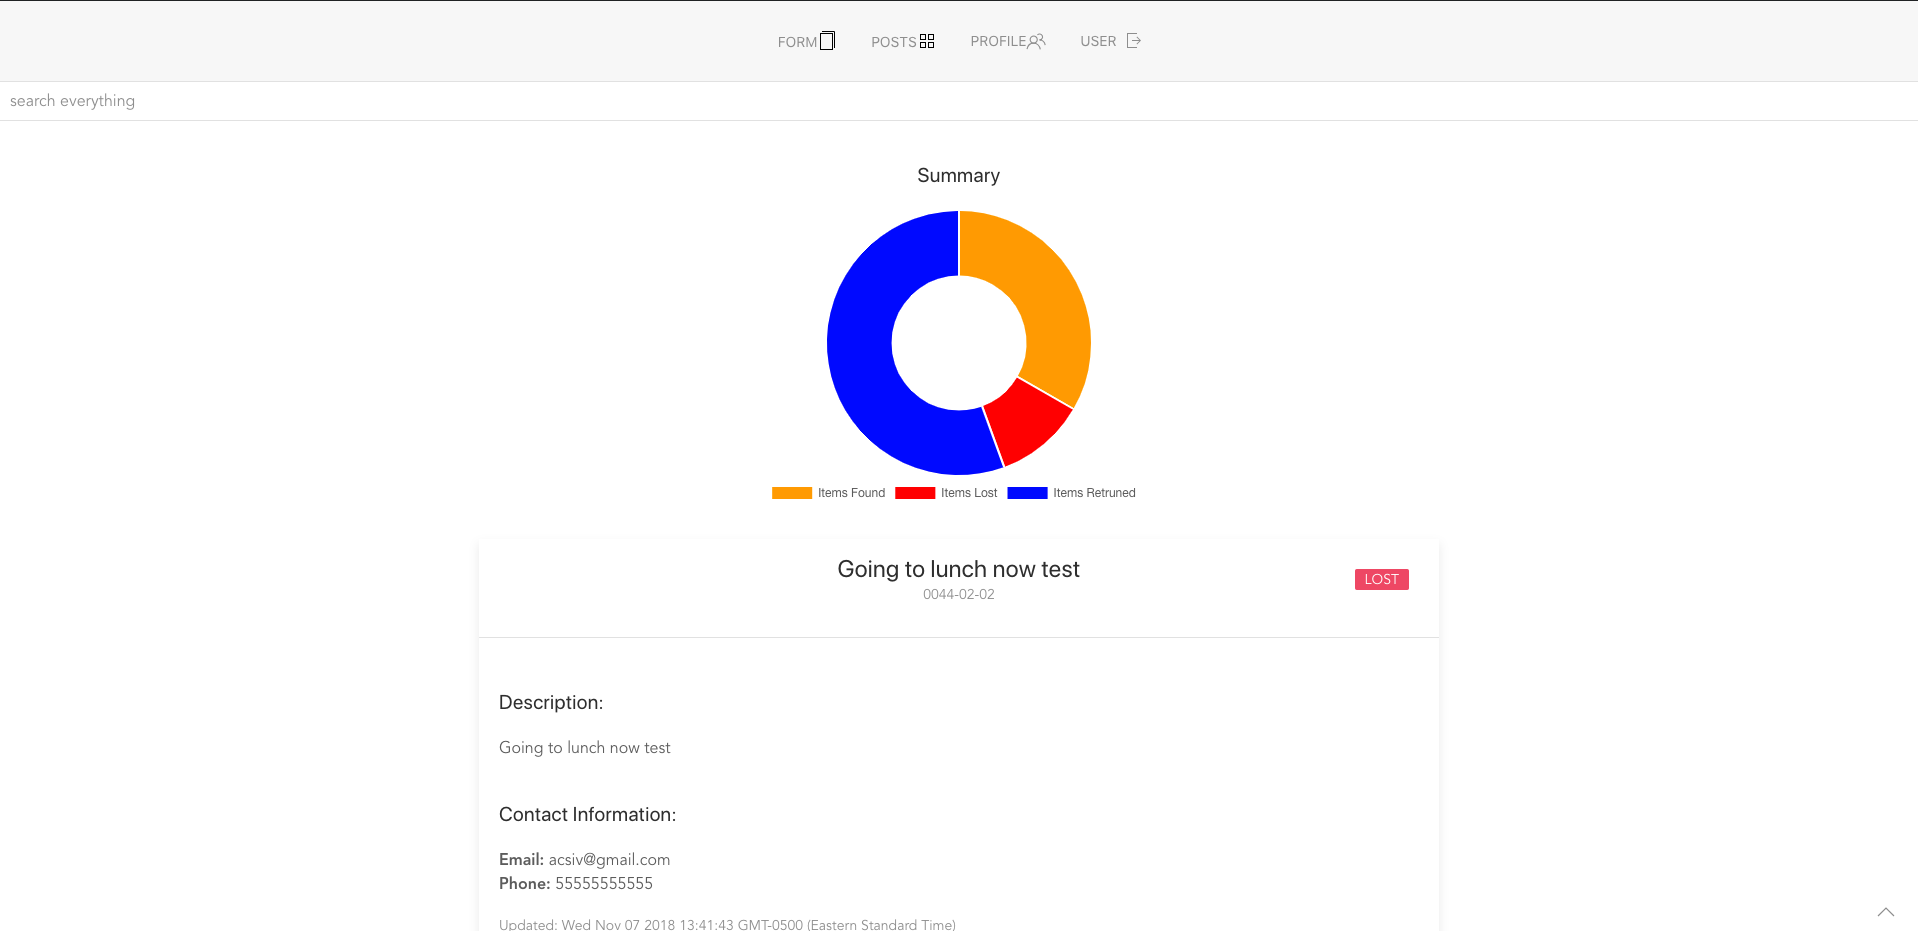 FORM POSTS PROFILE USER
search everything
Summary
Items Found Items Lost Items Retruned
Going to lunch now test
LOST
0044-02-02
Description:
Going to lunch now test
Contact Information:
Email: acsiv@gmail.com
Phone: 55555555555
Updated: Wed Nov 07 2018 13:41:43 GMT-0500 (Eastern Standard Time)